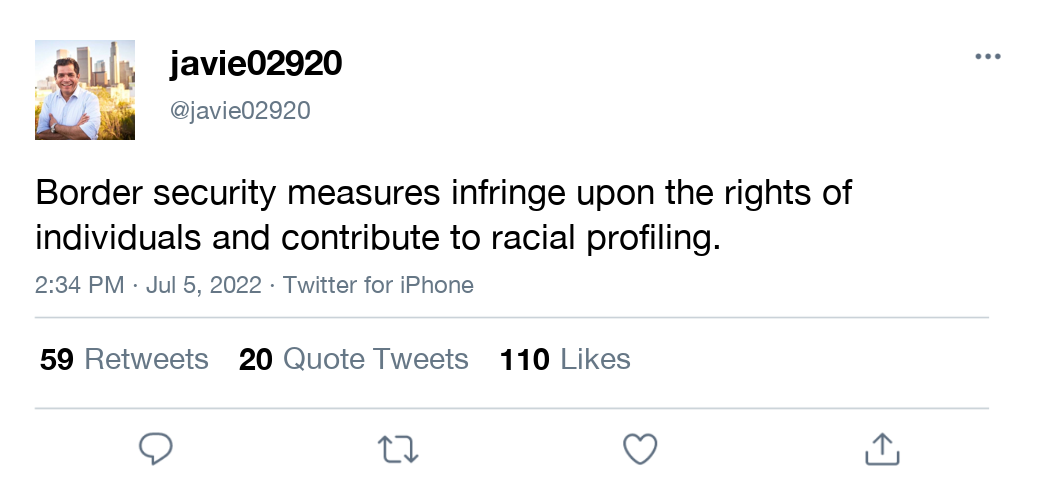 javie02920
@javie02920
Border security measures infringe upon the rights of
individuals and contribute to racial profiling.
2:34 PM · Jul 5, 2022 · Twitter for iPhone
59 Retweets 20 Quote Tweets 110 Likes